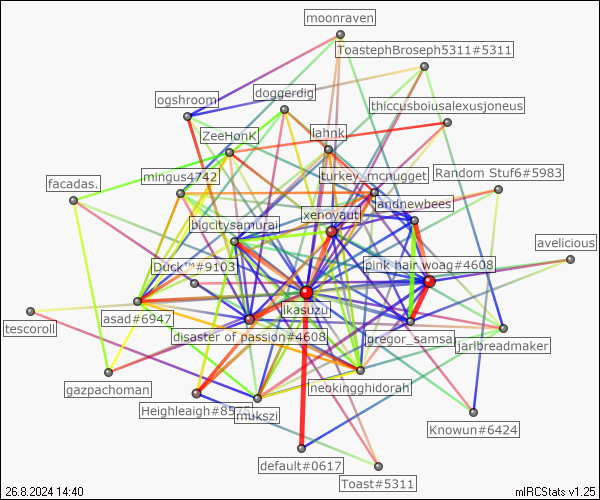 moonraven
ToastephBroseph5311#5311
doggerdig
ogshroom
thiccusboiusalexusjoneus
lahnk
ZeeHonk
turkey_mcnugget
Random Stuf6#5983
mingus4742
facadas.
landnewbees
xenovaut
bigcitysamurai
avelicious
Duck™#9103
pink hair woag#4608
ikasuzu
asad#6947
tescoroll
disaster of passion#4608
gregor_samsa
jarlbreadmaker
gazpachoman
neokingghidorah
Heighleaigh#8575
mukszi
Knowun#6424
default#0617
Toast#5311
26.8.2024 14:40
mIRCStats v1.25